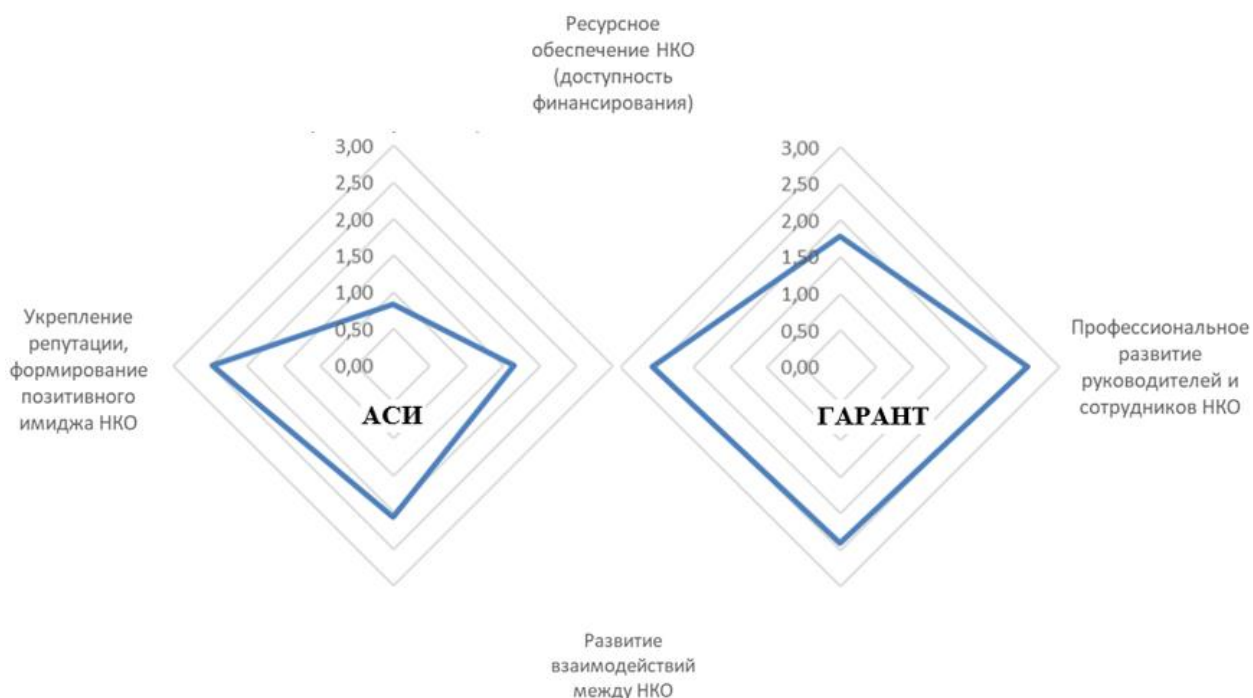 Ресурсное
обеспечение НКО
(доступность
финансирования)
3,00
2,50
2,00
1,50
1,00
0,50
0,00
АСИ
3,00
2,50
2,00
1,50
1,00
0,50
0,00
ГАРАНТ
Укрепление
репутации,
формирование
позитивного
имиджа НКО
Профессиональное
развитие
руководителей и
сотрудников НКО
Развитие
взаимодействий
между НКО